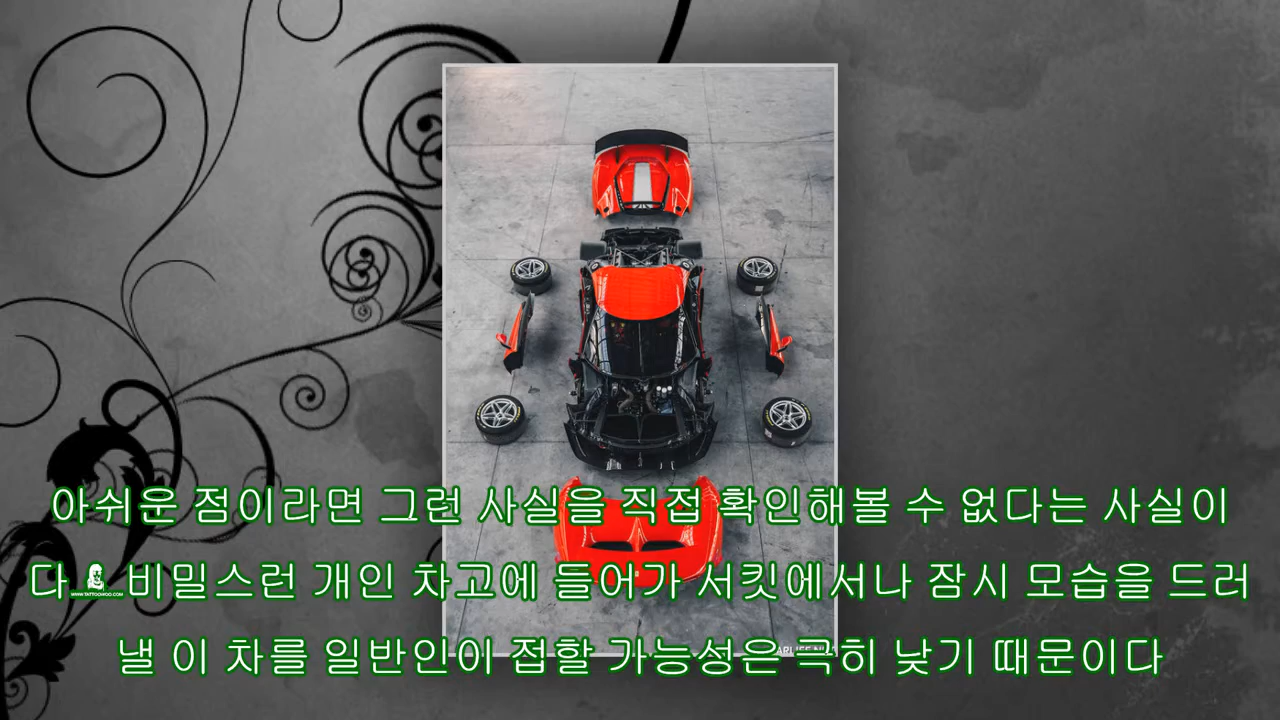 아쉬운 점이라면 그런 사실을 직접 확인해볼 수 없다는 사실이
다 비밀스런 개인 차고에 들어가 서킷에서나 잠시 모습을 드러
WWW.TATTOOWOO.COM
낼 이 차를 일반인이 접할 가능성은 극히 낮기 때문이다